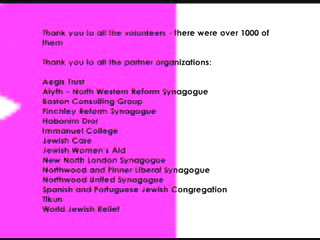 Thank you to all the volunteers - there were over 1000 of
them
Thank you to all the partner organizations:
Aegis Trust
Alyth - North Western Reform Synagogue
Boston Consulting Group
Finchley Reform Synagogue
Habonim Dror
Immanuel College
Jewish Care
Jewish Women's Aid
New North London Synagogue
Northwood and Pinner Liberal Synagogue
Northwood United Synagogue
Spanish and Portuguese Jewish Congregation
Tikun
World Jewish Relief